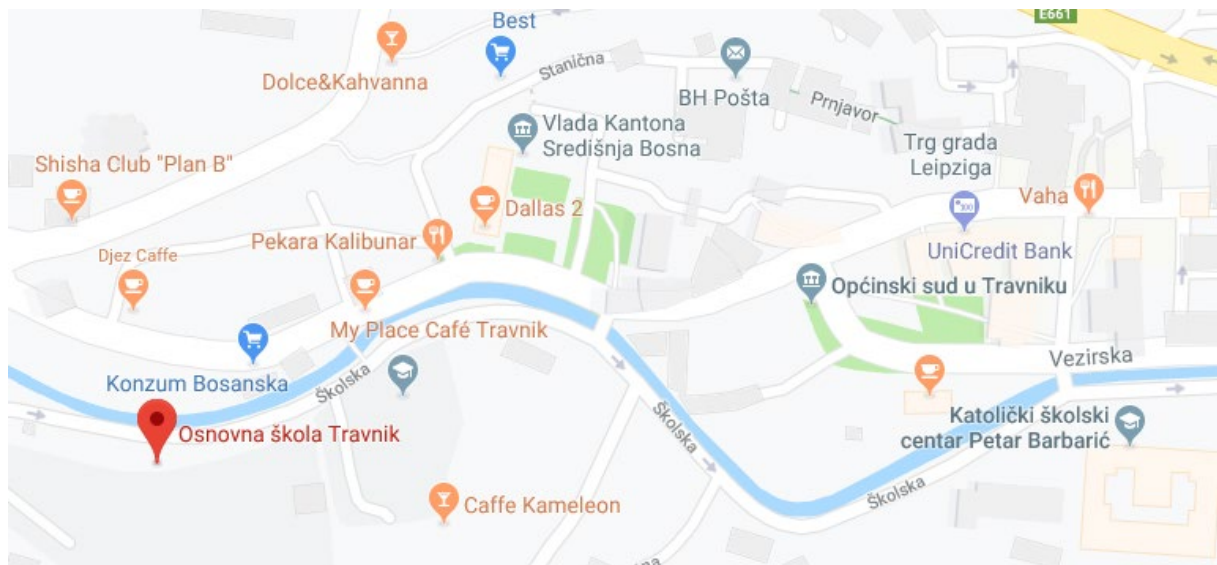 E661
Best
Dolce&Kahvanna
Stanična
BH Pošta
Prnjavor
Vlada Kantona
Središnja Bosna
Trg grada
Leipziga
Shisha Club "Plan B"
Vaha
Dallas 2
Pekara Kalibunar
UniCredit Bank
Djez Caffe
Općinski sud u Travniku
My Place Café Travnik
Vezirska
Konzum Bosanska
Školska
Školska
Katolički školski
centar Petar Barbarić
Osnovna škola Travnik
Školska
Caffe Kameleon